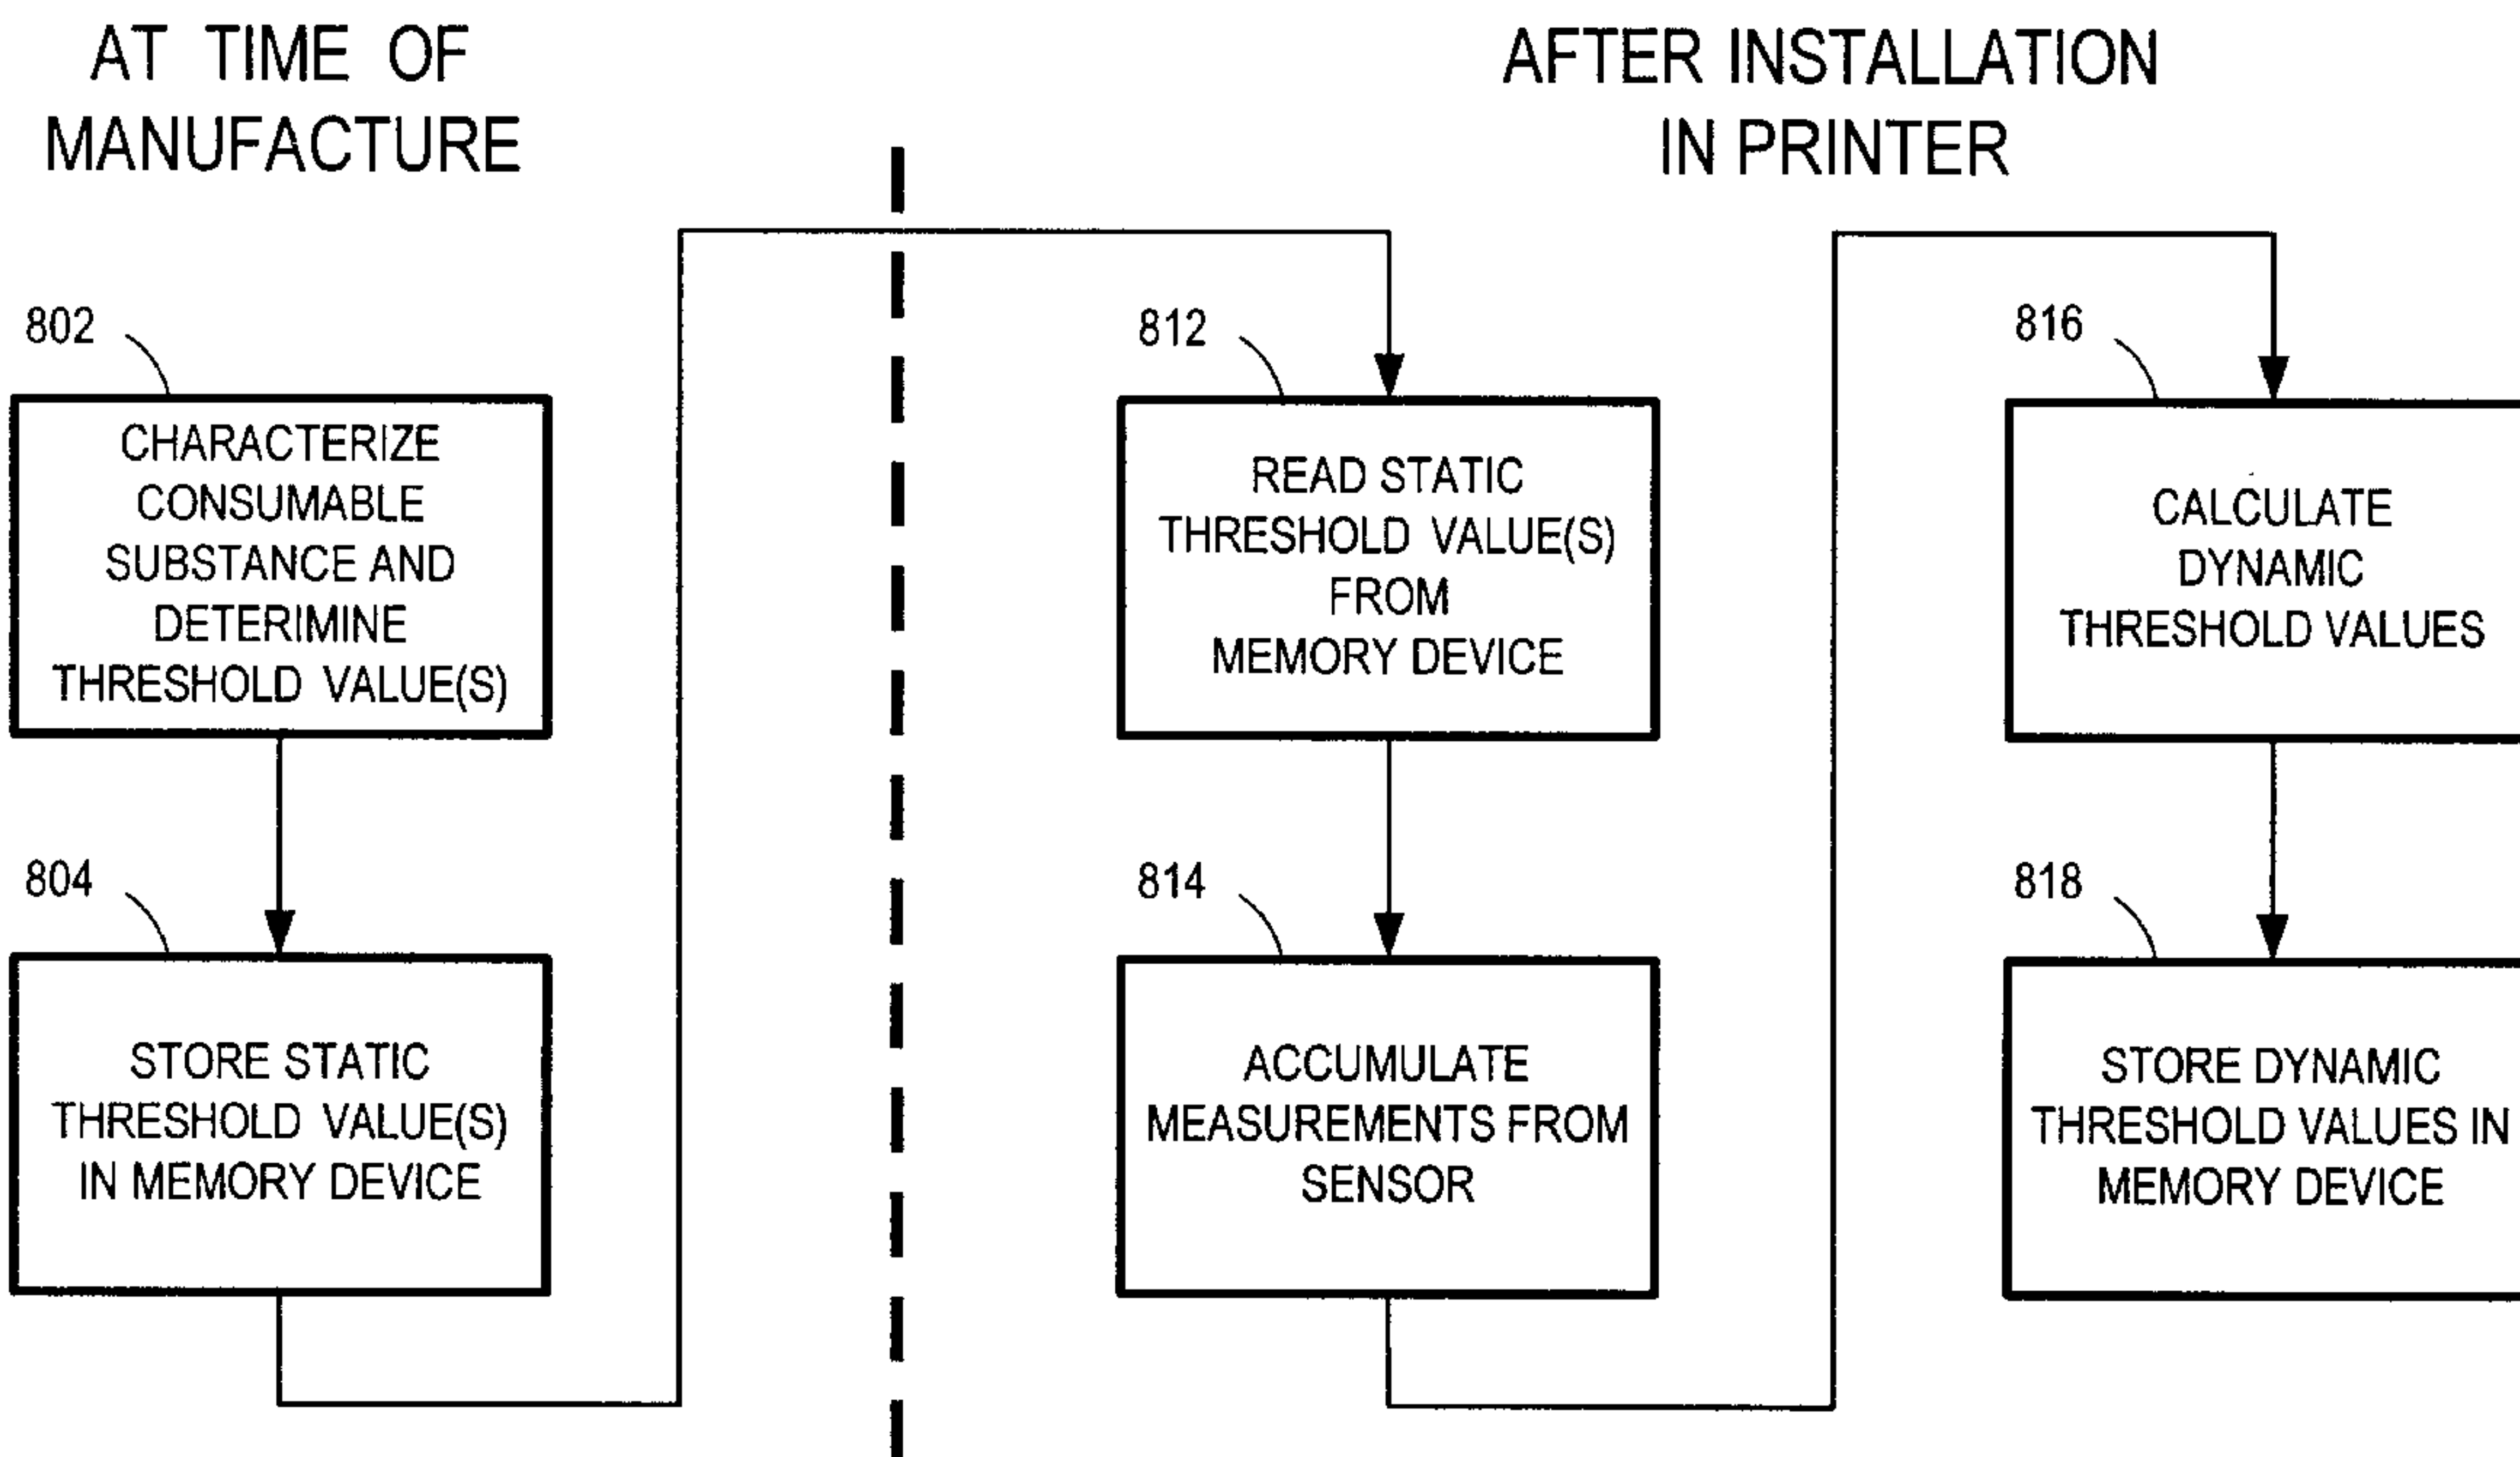 AT TIME OF
MANUFACTURE
AFTER INSTALLATION
IN PRINTER
802
CHARACTERIZE
CONSUMABLE
SUBSTANCE AND
DETERIMINE
THRESHOLD VALUE(S)
804
STORE STATIC
THRESHOLD VALUE(S)
IN MEMORY DEVICE
812
READ STATIC
THRESHOLD VALUE(S)
FROM
MEMORY DEVICE
814
ACCUMULATE
MEASUREMENTS FROM
SENSOR
816
CALCULATE
DYNAMIC
THRESHOLD VALUES
818
STORE DYNAMIC
THRESHOLD VALUES IN
MEMORY DEVICE